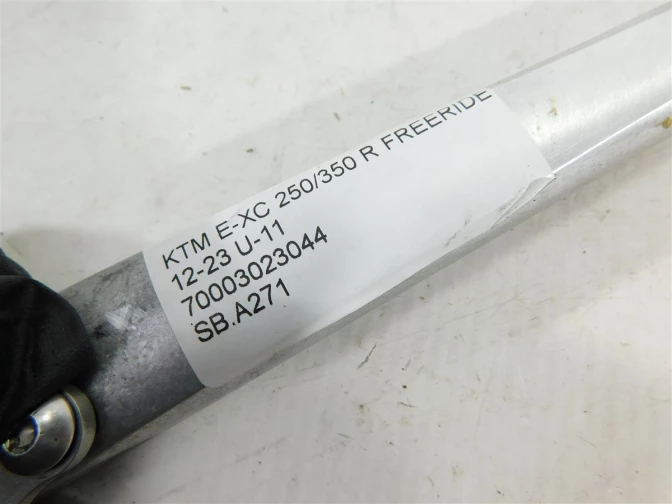 KTM E-XC 250/350 R FREERIDE
12-23 U-11
70003023044
SB.A271